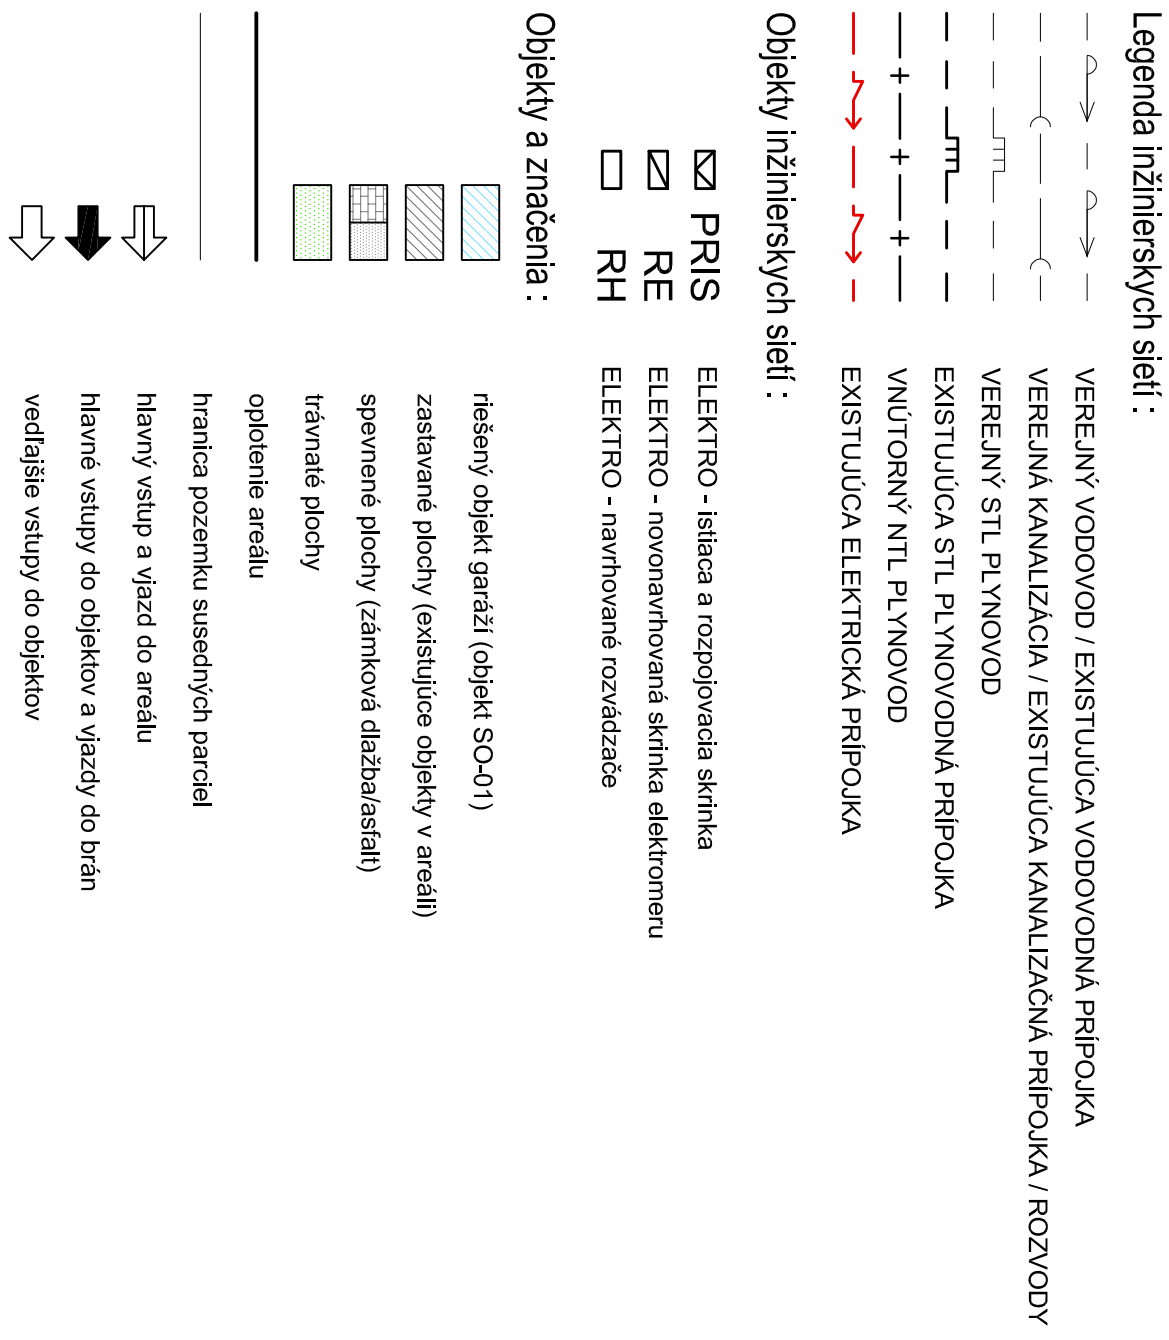 Legenda inžinierskych sietí :
VEREJNÝ VODOVOD / EXISTUJÚCA VODOVODNÁ PRÍPOJKA
VEREJNÁ KANALIZÁCIA / EXISTUJÚCA KANALIZAČNÁ PRÍPOJKA / ROZVODY
VEREJNÝ STL PLYNOVOD
EXISTUJÚCA STL PLYNOVODNÁ PRÍPOJKA
VNÚTORNÝ NTL PLYNOVOD
EXISTUJÚCA ELEKTRICKÁ PRÍPOJKA
Objekty inžinierskych sietí :
PRIS ELEKTRO - istiaca a rozpojovacia skrinka
RE ELEKTRO - novonavrhovaná skrinka elektromeru
RH ELEKTRO - navrhované rozvádzače
Objekty a značenia :
riešený objekt garáží (objekt SO-01)
zastavané plochy (existujúce objekty v areáli)
spevnené plochy (zámková dlažba/asfalt)
trávnaté plochy
oplotenie areálu
hranica pozemku susedných parciel
hlavný vstup a vjazd do areálu
hlavné vstupy do objektov a vjazdy do brán
vedľajšie vstupy do objektov